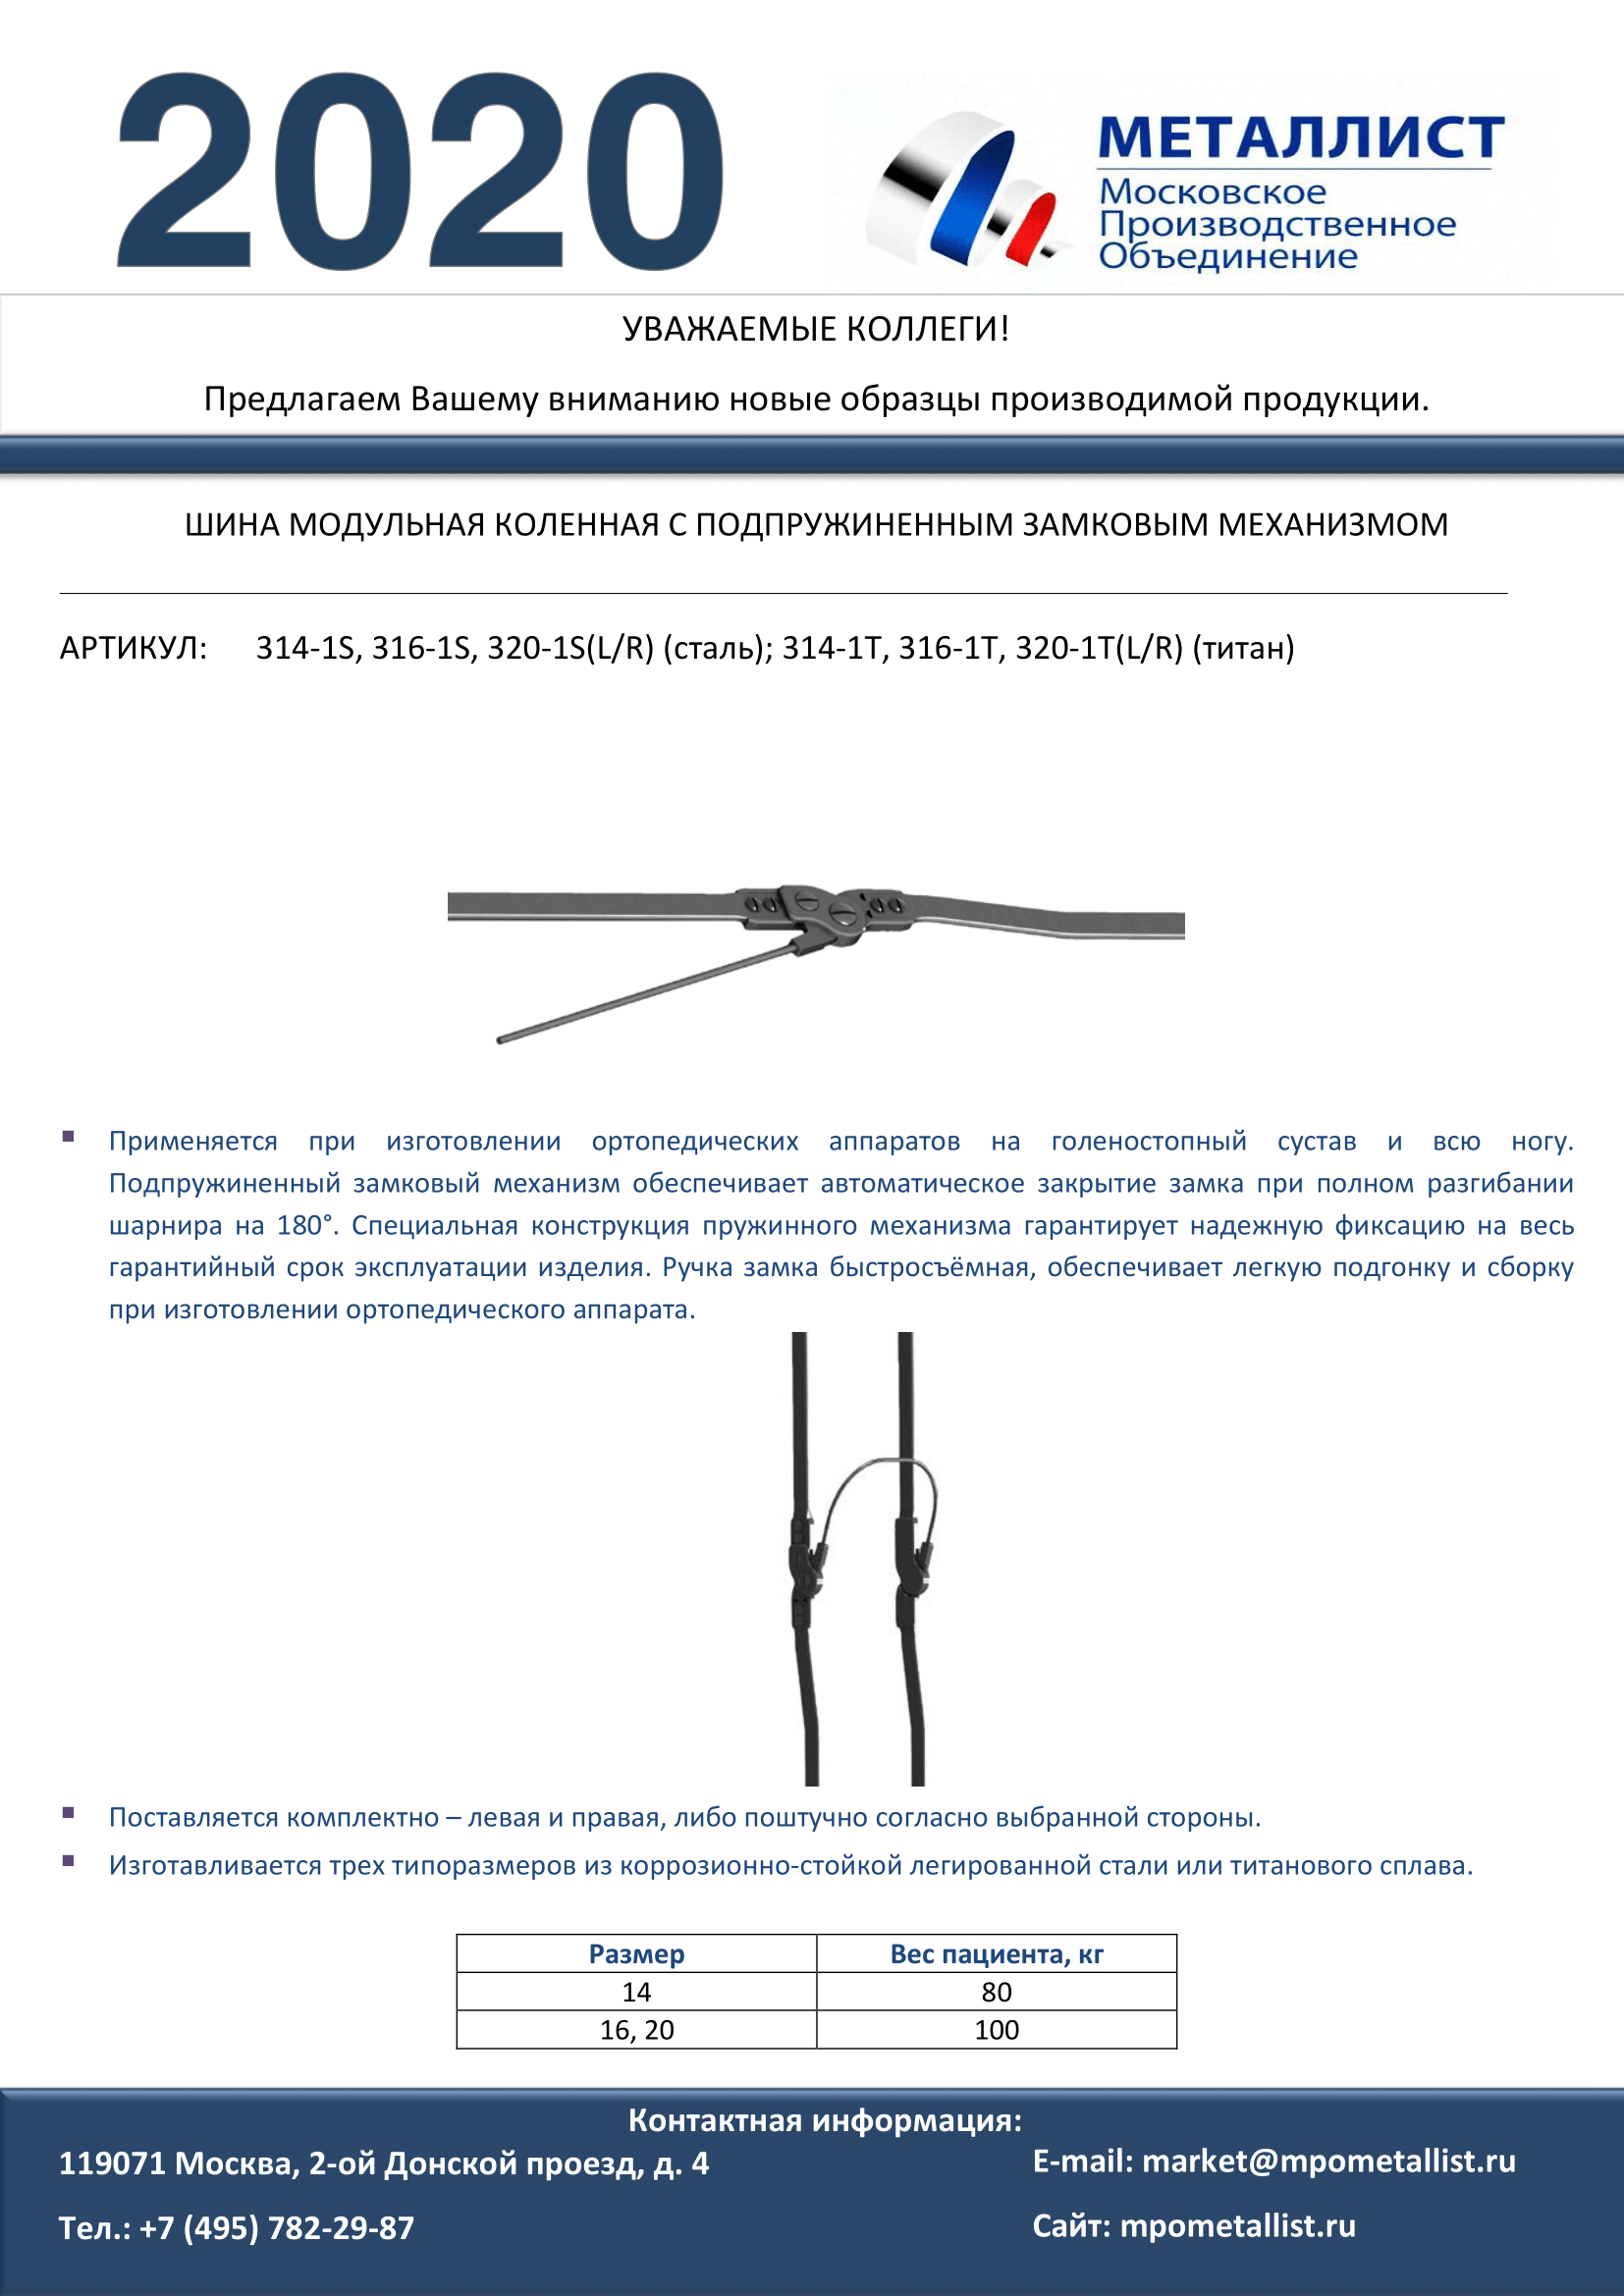 2020
МЕТАЛЛИСТ
Московское
Производственное
Объединение
УВАЖАЕМЫЕ КОЛЛЕГИ!
Предлагаем Вашему вниманию новые образцы производимой продукции.
ШИНА МОДУЛЬНАЯ КОЛЕННАЯ С ПОДПРУЖИНЕННЫМ ЗАМКОВЫМ МЕХАНИЗМОМ
АРТИКУЛ: 314-1S, 316-1S, 320-1S(L/R) (сталь); 314-1T, 316-1T, 320-1T(L/R) (титан)
Применяется при изготовлении ортопедических аппаратов на голеностопный сустав и всю ногу.
Подпружиненный замковый механизм обеспечивает автоматическое закрытие замка при полном разгибании
шарнира на 180°. Специальная конструкция пружинного механизма гарантирует надежную фиксацию на весь
гарантийный срок эксплуатации изделия. Ручка замка быстросъёмная, обеспечивает легкую подгонку и сборку
при изготовлении ортопедического аппарата.
Поставляется комплектно – левая и правая, либо поштучно согласно выбранной стороны.
Изготавливается трех типоразмеров из коррозионно-стойкой легированной стали или титанового сплава.
Размер Вес пациента, кг
14 80
16, 20 100
Контактная информация:
119071 Москва, 2-ой Донской проезд, д. 4 E-mail: market@mpometallist.ru
Тел.: +7 (495) 782-29-87 Сайт: mpometallist.ru